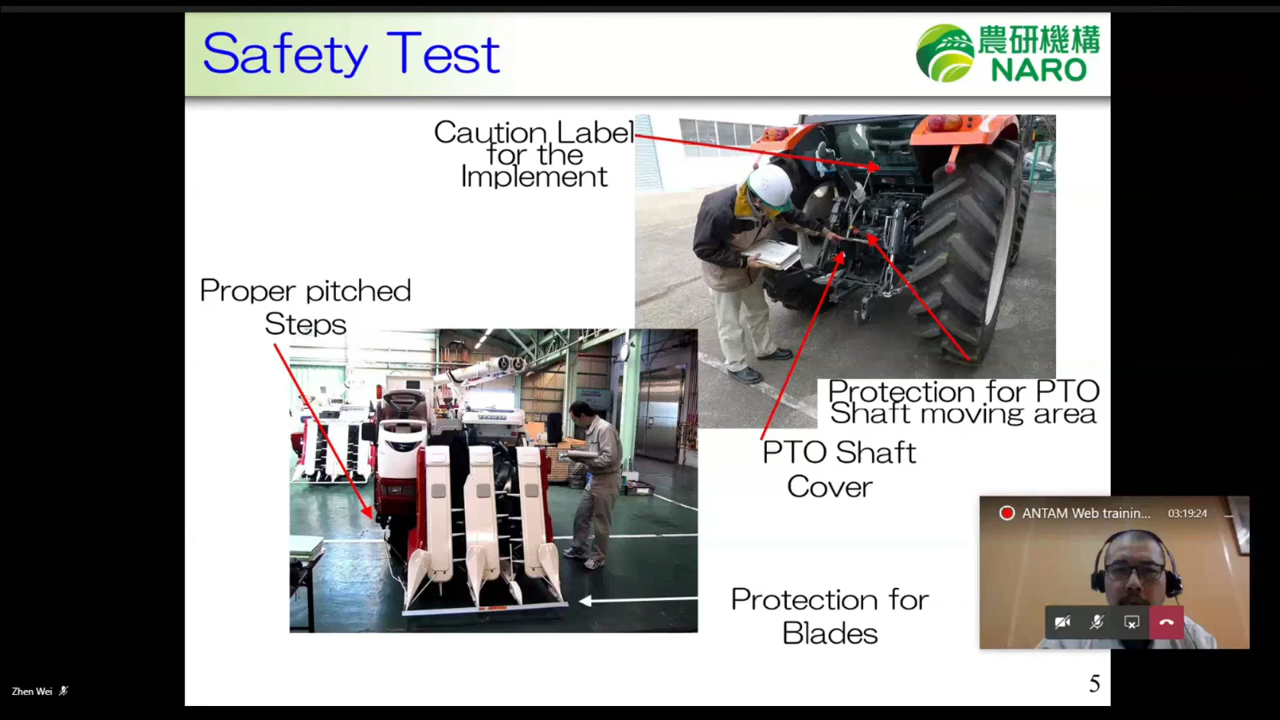 Safety Test
農研機構
NARO
Caution Label
for the
Implement
Proper pitched
Steps
Protection for PTO
Shaft moving area
PTO Shaft
Cover
ANTAM Web trainin...
03:19:24
Protection for
Blades
5
Zhen Wei